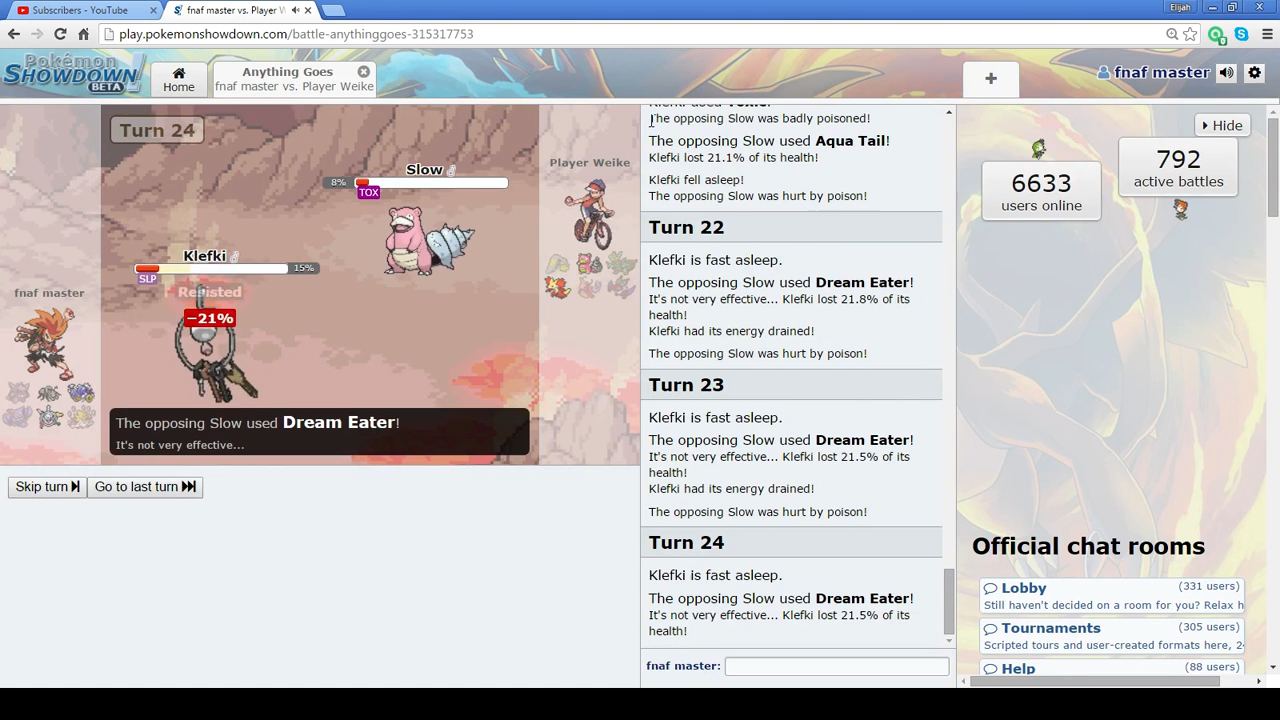 Subscribers - YouTube
fnaf master vs. Player W
Elijah
play.pokemonshowdown.com/battle-anythinggoes-315317753
Pokémon
SHOWDOWN!
BETA
Home
Anything Goes
fnaf master vs. Player Weike
fnaf master
Turn 24
Slow
8%
TOX
Klefki
15%
SLP
Resisted
−21%
fnaf master
Player Weike
The opposing Slow used Dream Eater!
It's not very effective...
Skip turn
Go to last turn
Klefki used Toxic!
The opposing Slow was badly poisoned!
The opposing Slow used Aqua Tail!
Klefki lost 21.1% of its health!
Klefki fell asleep!
The opposing Slow was hurt by poison!
Turn 22
Klefki is fast asleep.
The opposing Slow used Dream Eater!
It's not very effective... Klefki lost 21.8% of its
health!
Klefki had its energy drained!
The opposing Slow was hurt by poison!
Turn 23
Klefki is fast asleep.
The opposing Slow used Dream Eater!
It's not very effective... Klefki lost 21.5% of its
health!
Klefki had its energy drained!
The opposing Slow was hurt by poison!
Turn 24
Klefki is fast asleep.
The opposing Slow used Dream Eater!
It's not very effective... Klefki lost 21.5% of its
health!
fnaf master:
Hide
6633
users online
792
active battles
Official chat rooms
Lobby
(331 users)
Still haven't decided on a room for you? Relax h
Tournaments
(305 users)
Scripted tours and user-created formats here, 2
Help
(88 users)